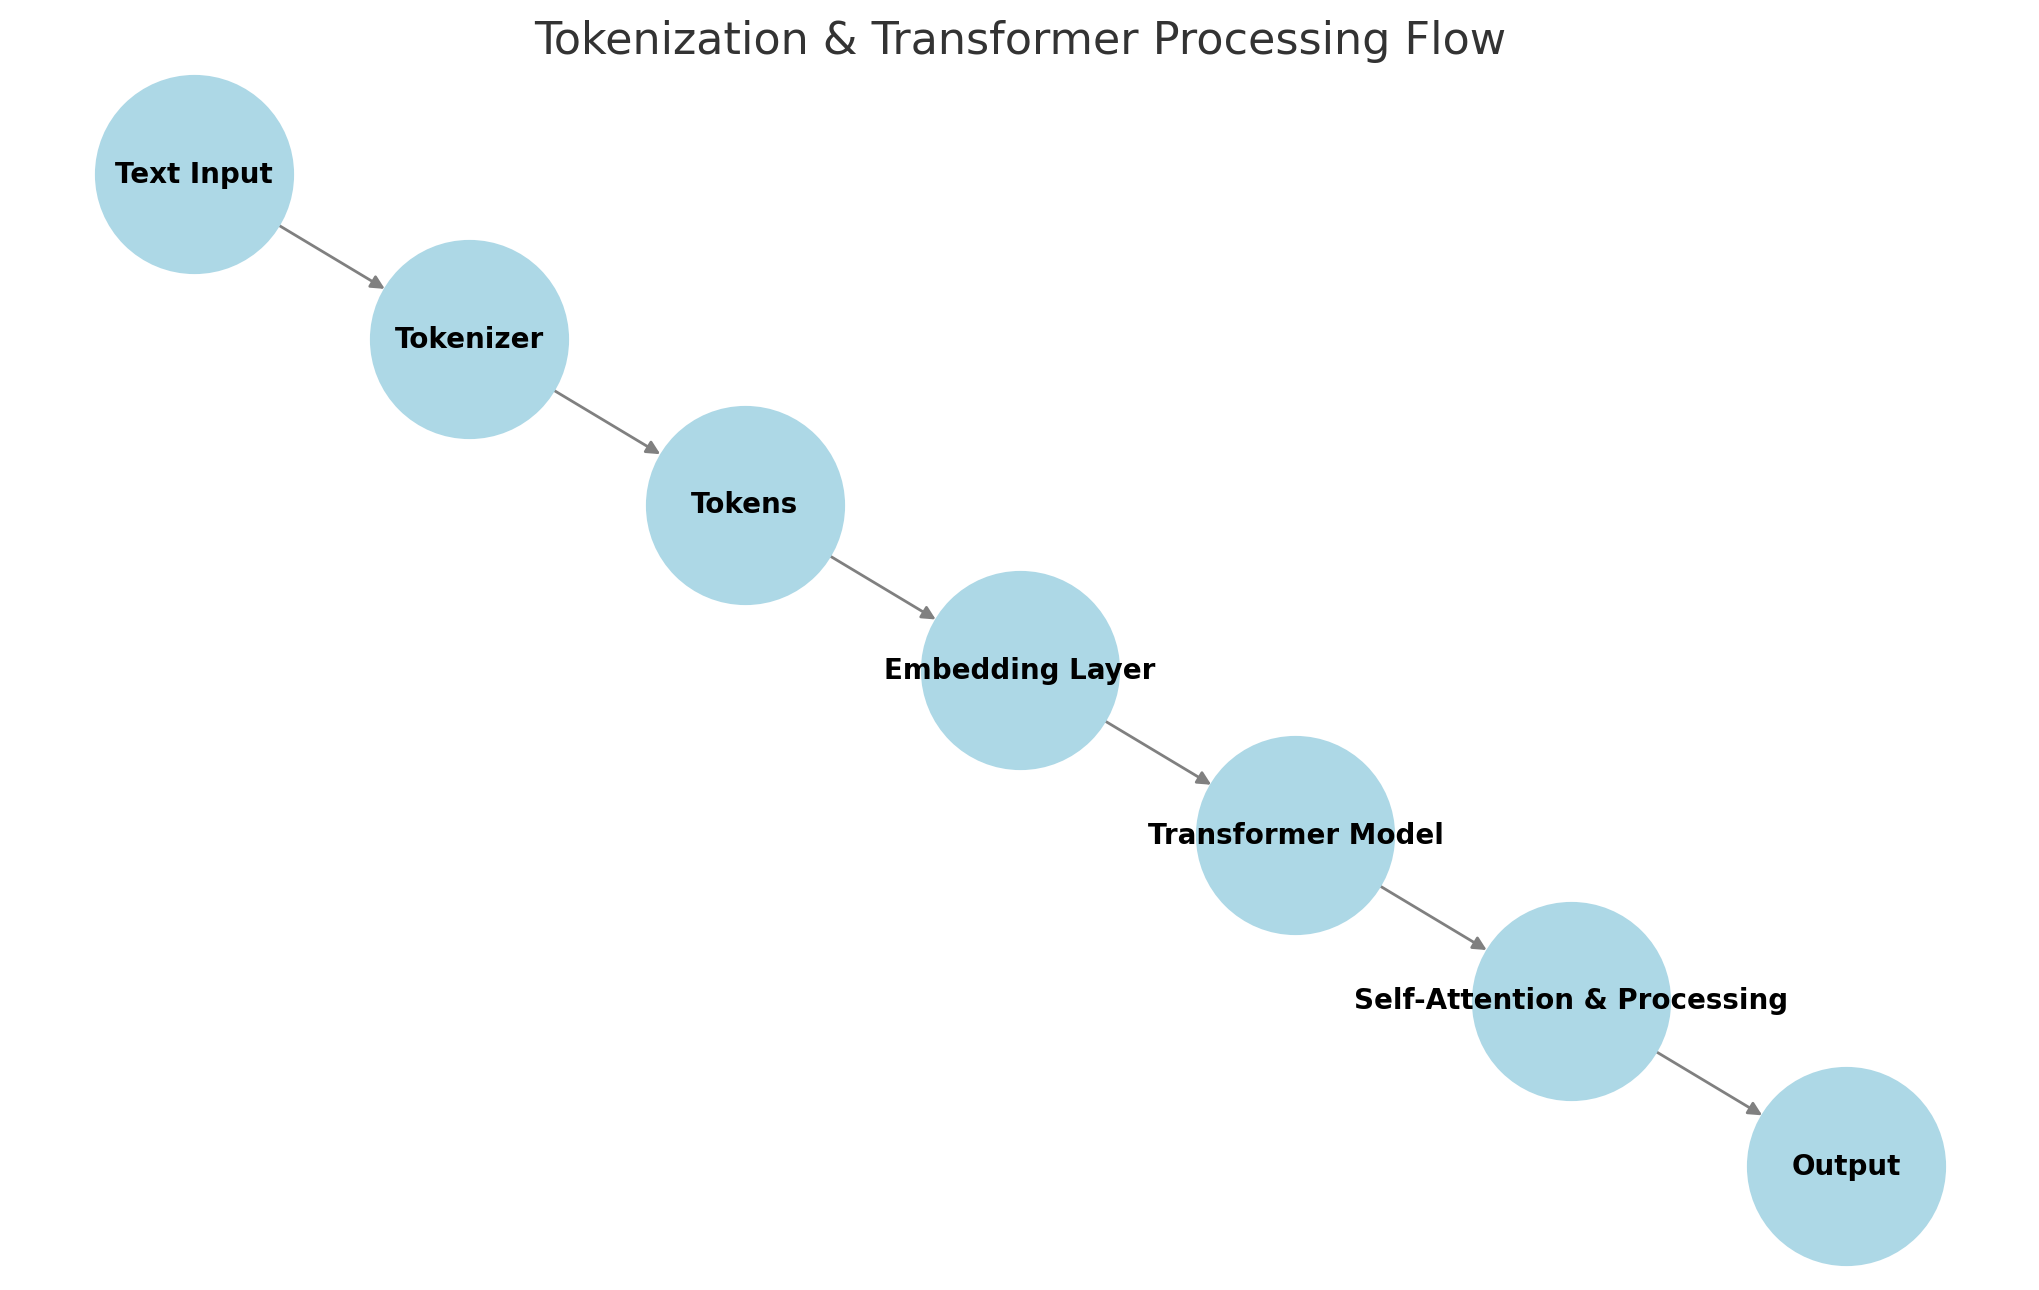 Tokenization & Transformer Processing Flow
Text Input
Tokenizer
Tokens
Embedding Layer
Transformer Model
Self-Attention & Processing
Output